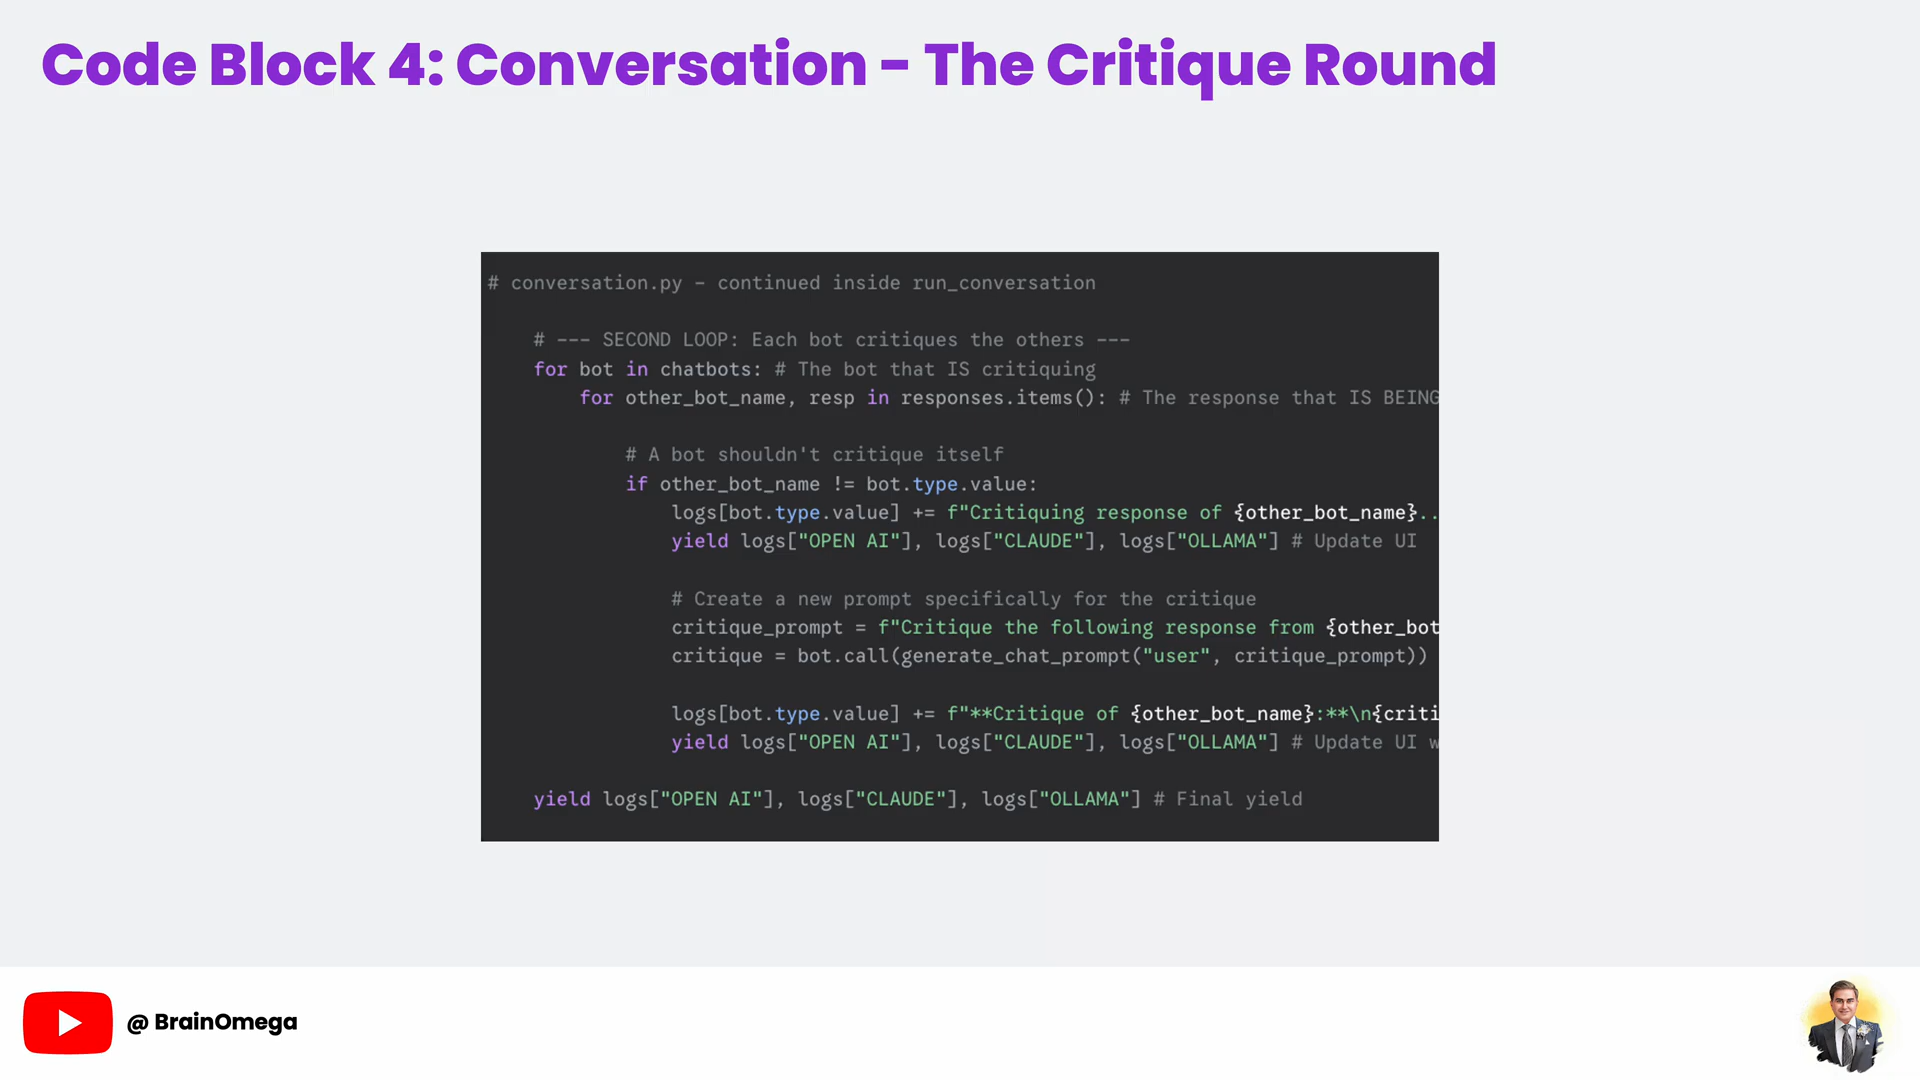 Code Block 4: Conversation - The Critique Round
# conversation.py - continued inside run_conversation
# --- SECOND LOOP: Each bot critiques the others ---
for bot in chatbots: # The bot that IS critiquing
for other_bot_name, resp in responses.items(): # The response that IS BEING
# A bot shouldn't critique itself
if other_bot_name != bot.type.value:
logs[bot.type.value] += f"Critiquing response of {other_bot_name}..
yield logs["OPEN AI"], logs["CLAUDE"], logs["OLLAMA"] # Update UI
# Create a new prompt specifically for the critique
critique_prompt = f"Critique the following response from {other_bot
critique = bot.call(generate_chat_prompt("user", critique_prompt))
logs[bot.type.value] += f"**Critique of {other_bot_name}:**\n{criti
yield logs["OPEN AI"], logs["CLAUDE"], logs["OLLAMA"] # Update UI w
yield logs["OPEN AI"], logs["CLAUDE"], logs["OLLAMA"] # Final yield
@ BrainOmega